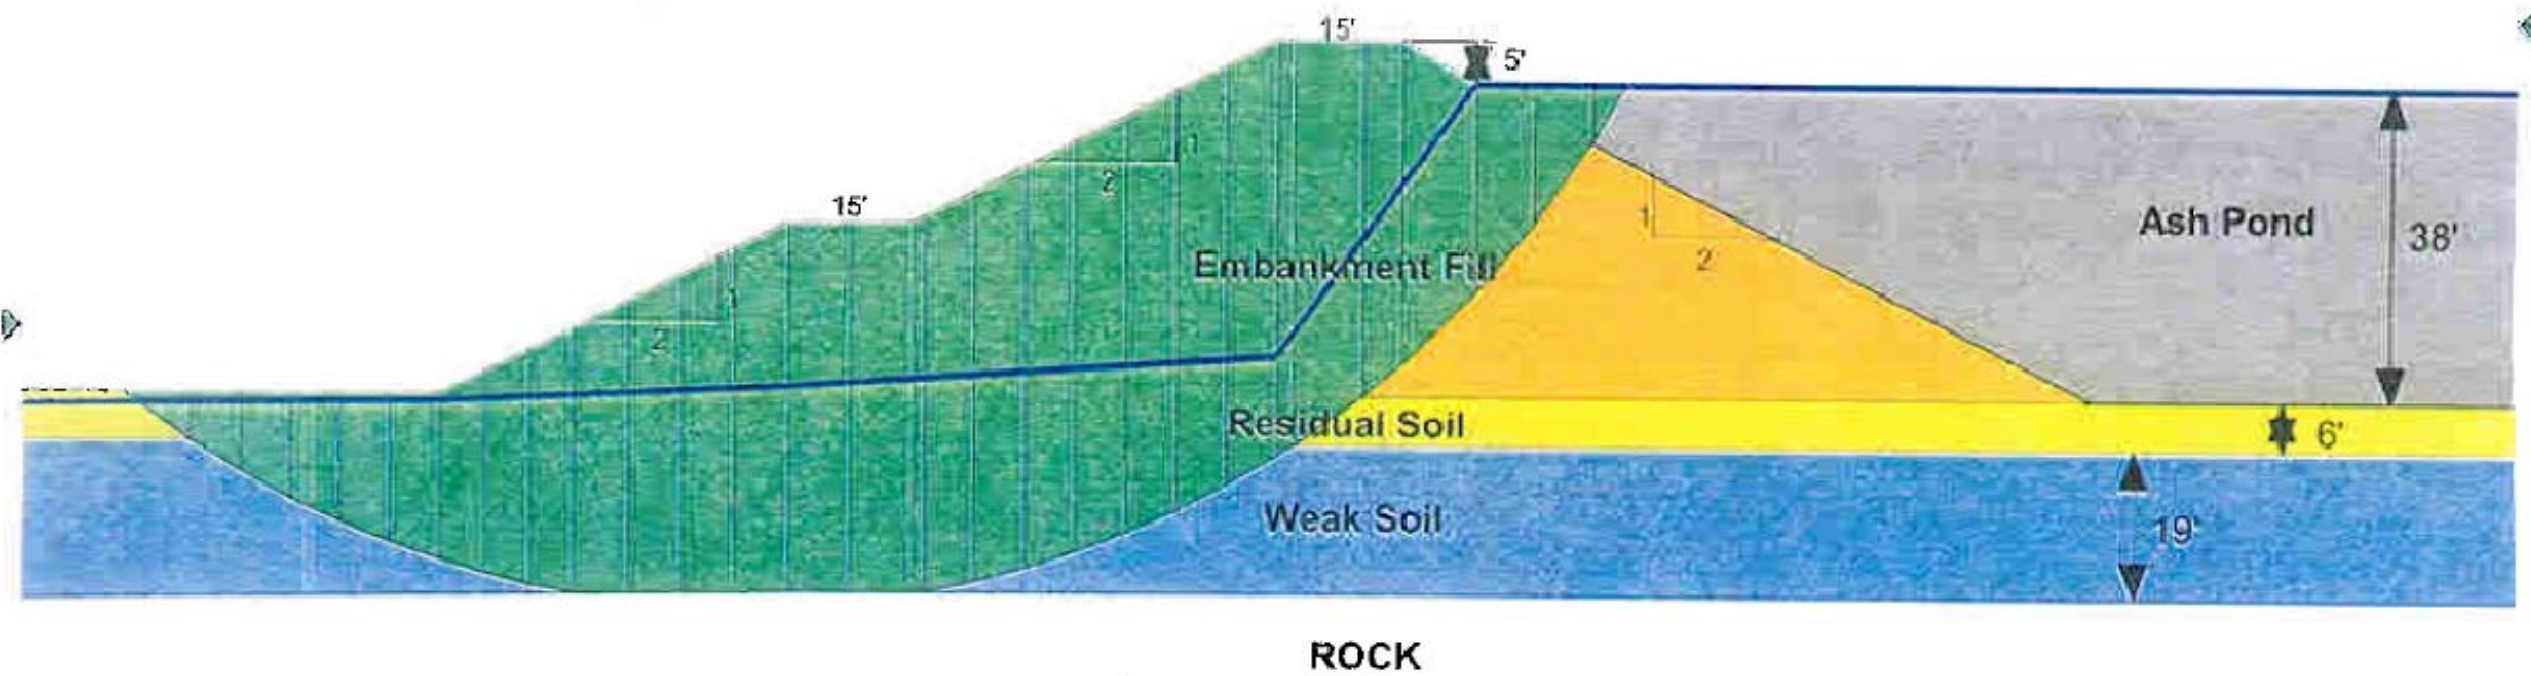 15'
5'
1
2
15'
Embankment Fill
1
2
Ash Pond
38'
1
2
Residual Soil
6'
Weak Soil
19'
ROCK